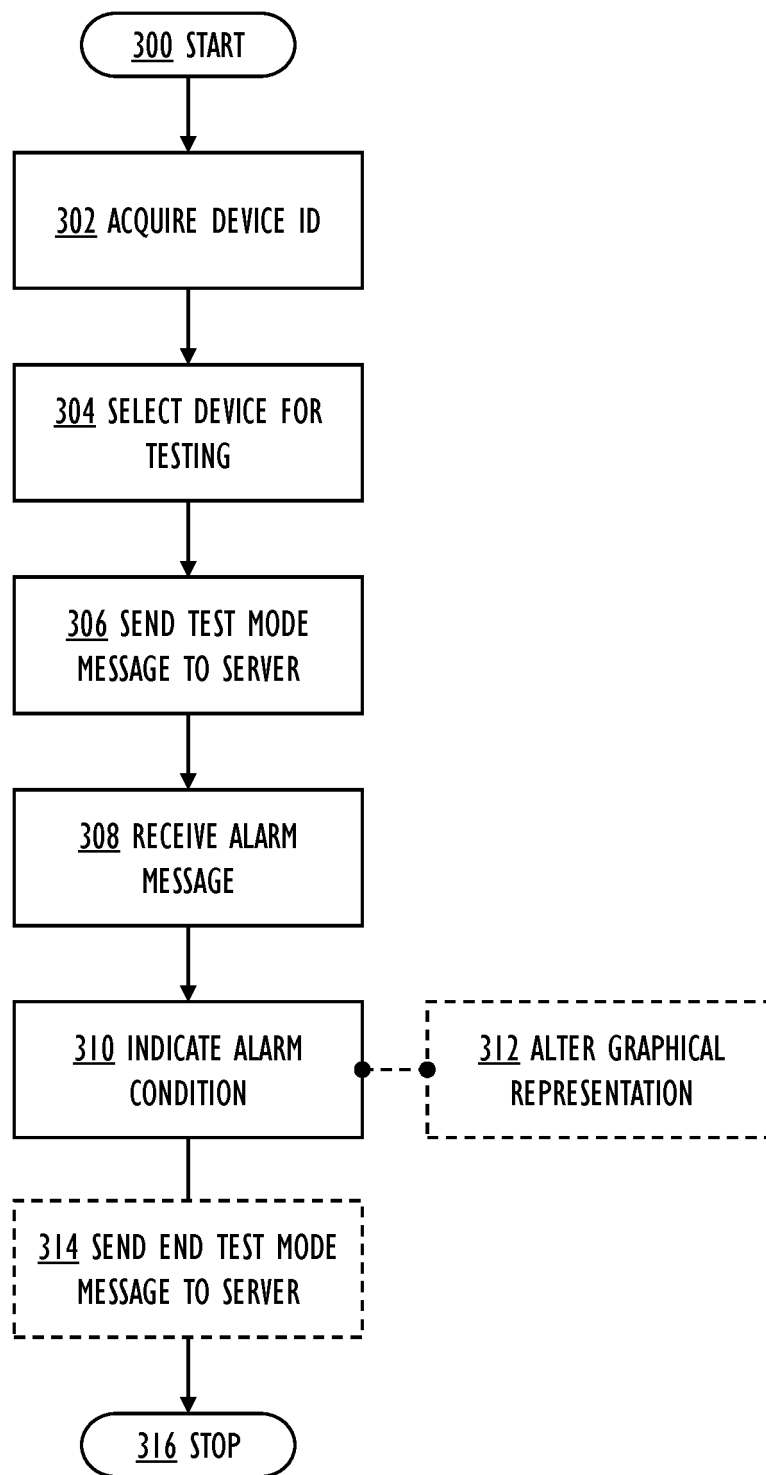 300 START
302 ACQUIRE DEVICE ID
304 SELECT DEVICE FOR
TESTING
306 SEND TEST MODE
MESSAGE TO SERVER
308 RECEIVE ALARM
MESSAGE
310 INDICATE ALARM
CONDITION
312 ALTER GRAPHICAL
REPRESENTATION
314 SEND END TEST MODE
MESSAGE TO SERVER
316 STOP